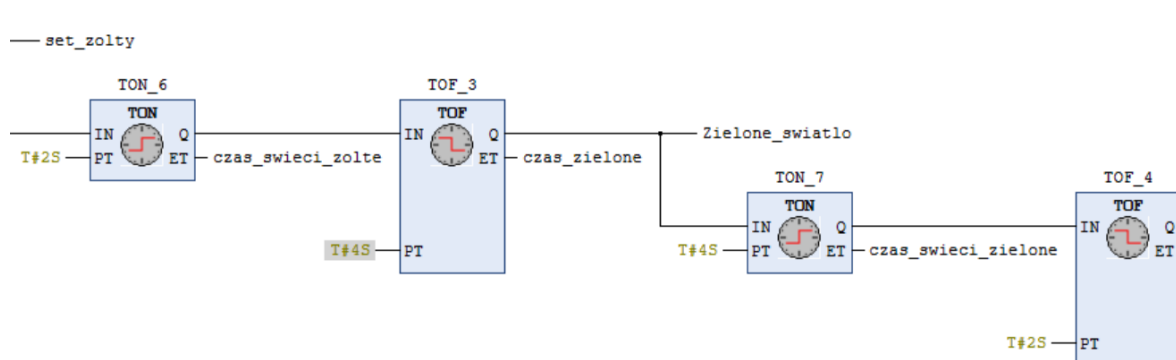 set_zolty
TON_6
TON
IN Q
T#2S PT ET czas_swieci_zolte
TOF_3
TOF
IN Q Zielone_swiatlo
ET czas_zielone
T#4S PT
TON_7
TON
IN Q
T#4S PT ET czas_swieci_zielone
TOF_4
TOF
IN Q
ET
T#2S PT